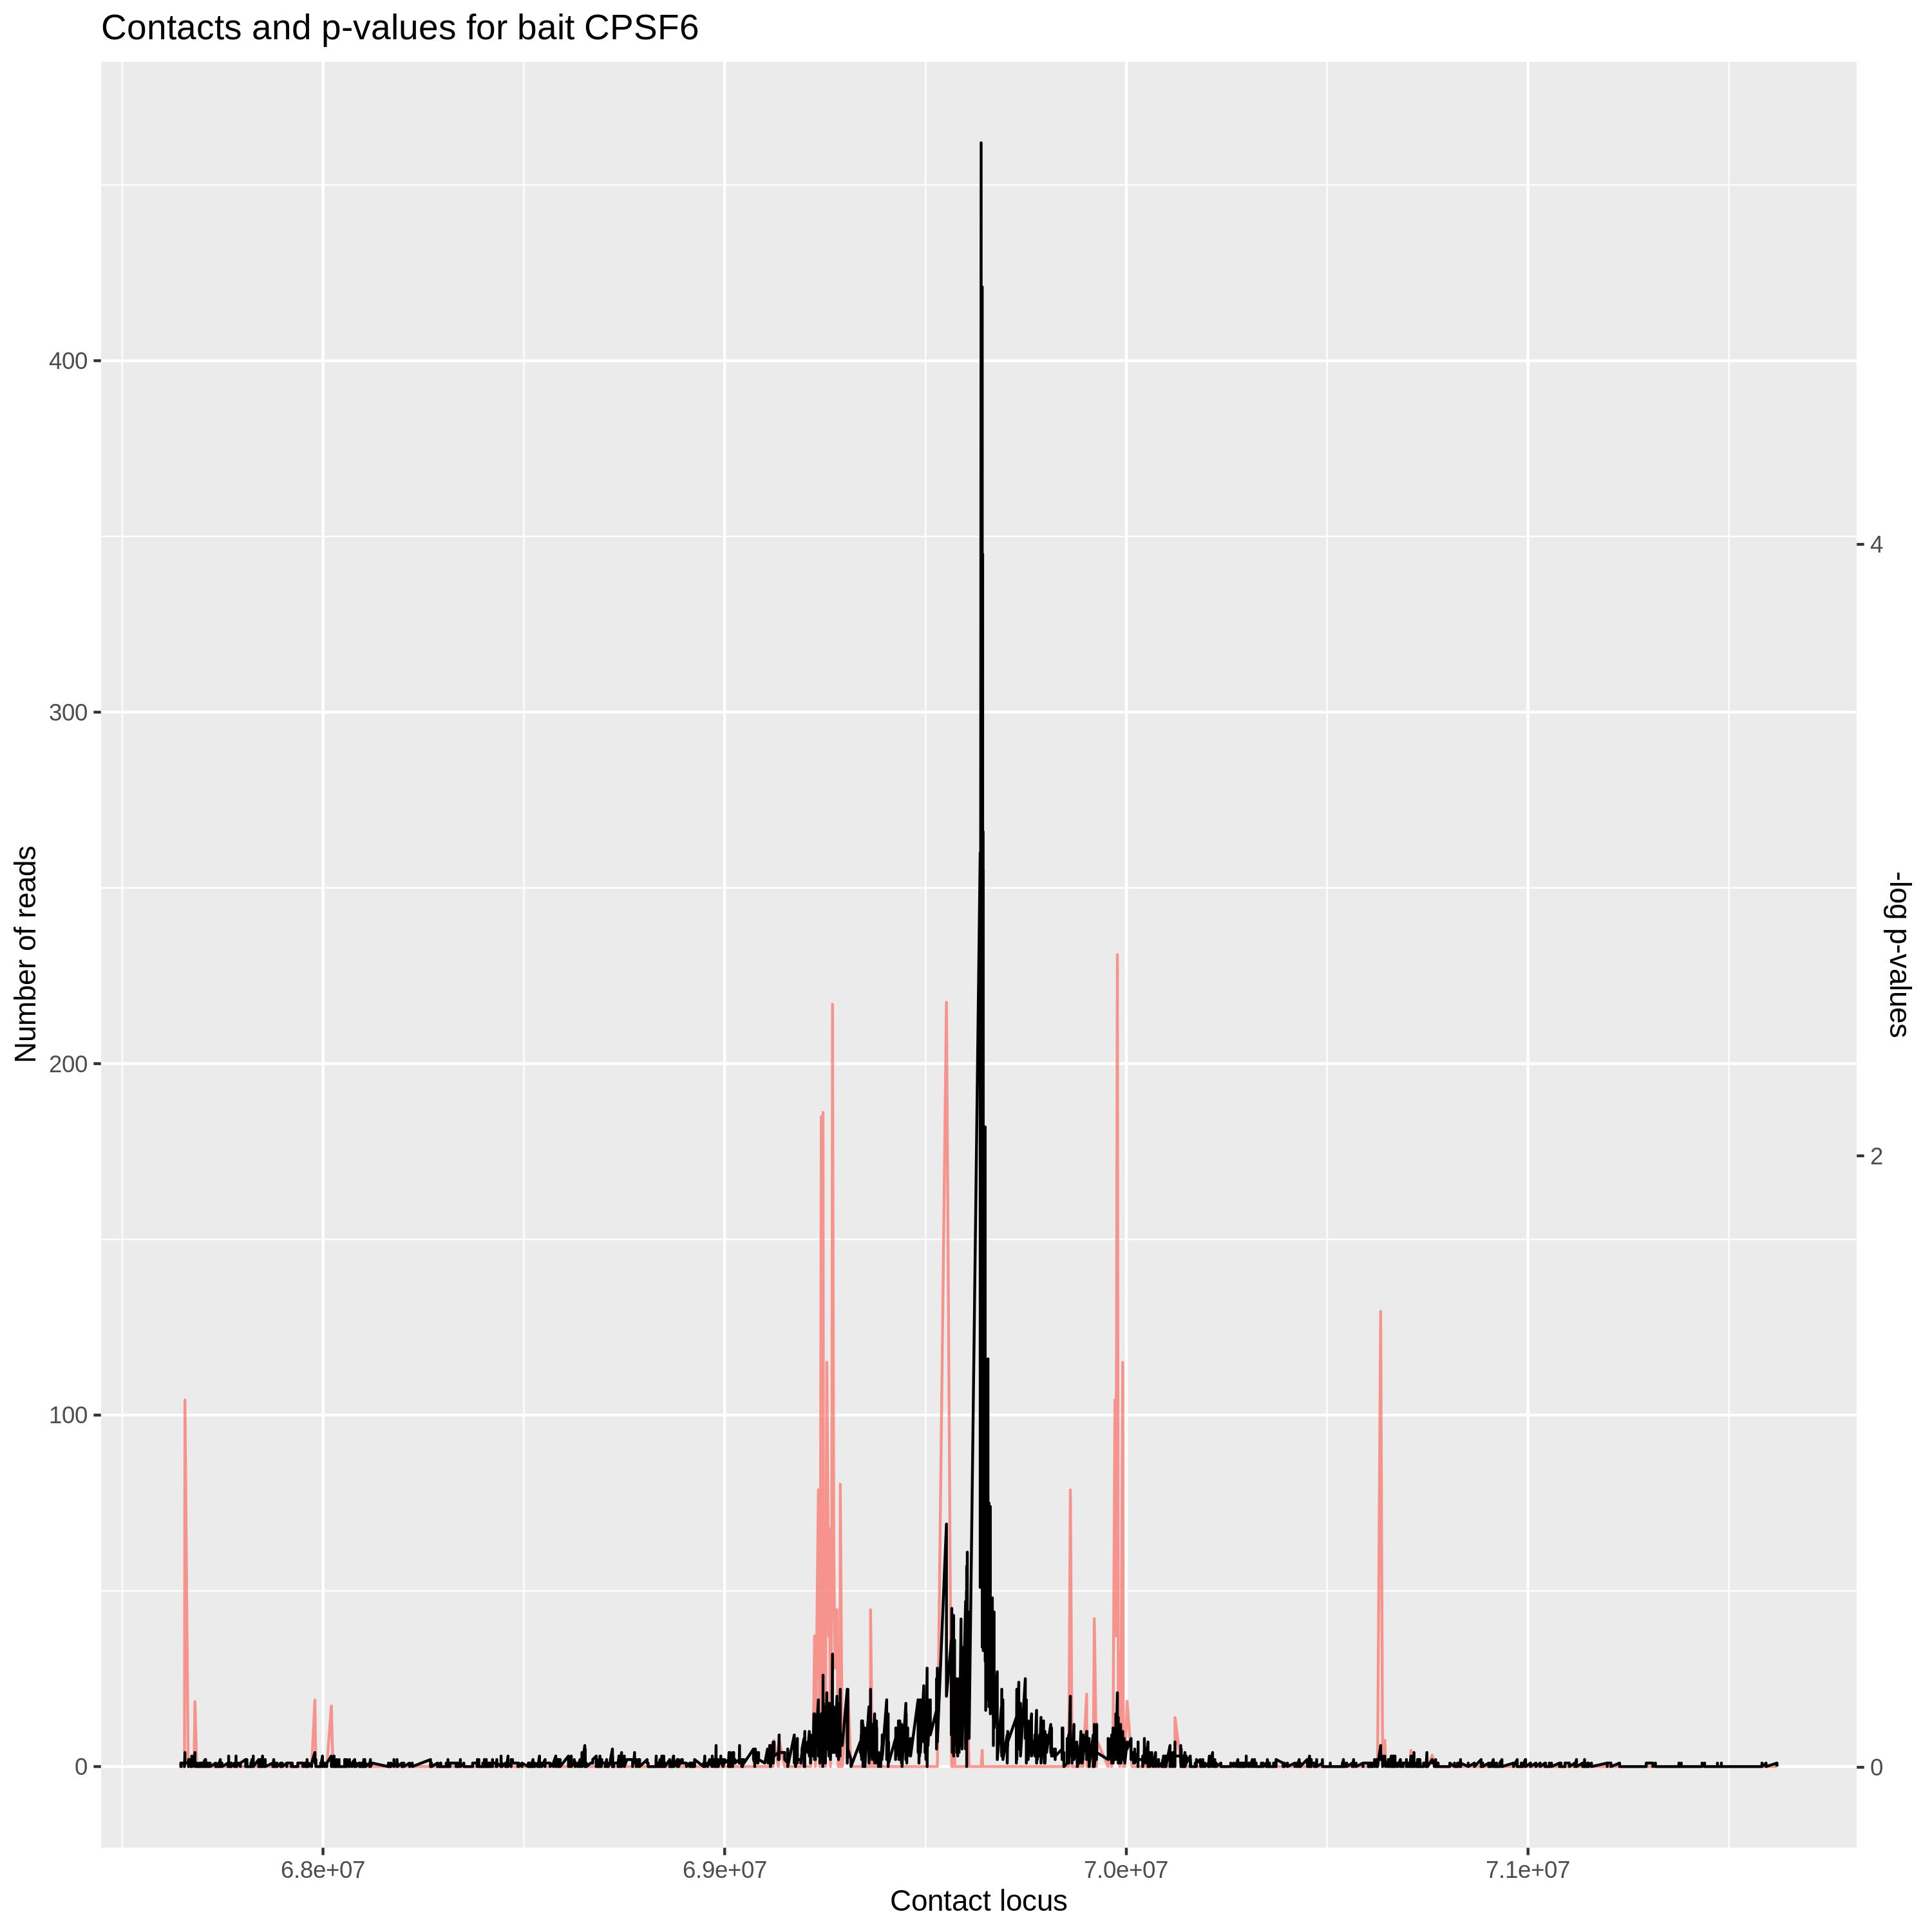 Contacts and p-values for bait CPSF6
Number of reads
400
300
200
100
0
4
2
0
-log p-values
6.8e+07
6.9e+07
7.0e+07
7.1e+07
Contact locus